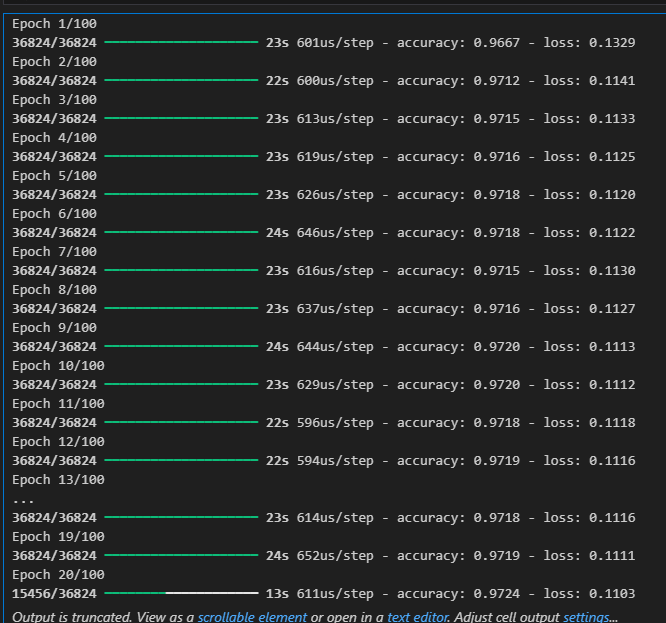 Epoch 1/100
36824/36824 23s 601us/step - accuracy: 0.9667 - loss: 0.1329
Epoch 2/100
36824/36824 22s 600us/step - accuracy: 0.9712 - loss: 0.1141
Epoch 3/100
36824/36824 23s 613us/step - accuracy: 0.9715 - loss: 0.1133
Epoch 4/100
36824/36824 23s 619us/step - accuracy: 0.9716 - loss: 0.1125
Epoch 5/100
36824/36824 23s 626us/step - accuracy: 0.9718 - loss: 0.1120
Epoch 6/100
36824/36824 24s 646us/step - accuracy: 0.9718 - loss: 0.1122
Epoch 7/100
36824/36824 23s 616us/step - accuracy: 0.9715 - loss: 0.1130
Epoch 8/100
36824/36824 23s 637us/step - accuracy: 0.9716 - loss: 0.1127
Epoch 9/100
36824/36824 24s 644us/step - accuracy: 0.9720 - loss: 0.1113
Epoch 10/100
36824/36824 23s 629us/step - accuracy: 0.9720 - loss: 0.1112
Epoch 11/100
36824/36824 22s 596us/step - accuracy: 0.9718 - loss: 0.1118
Epoch 12/100
36824/36824 22s 594us/step - accuracy: 0.9719 - loss: 0.1116
Epoch 13/100
...
36824/36824 23s 614us/step - accuracy: 0.9718 - loss: 0.1116
Epoch 19/100
36824/36824 24s 652us/step - accuracy: 0.9719 - loss: 0.1111
Epoch 20/100
15456/36824 13s 611us/step - accuracy: 0.9724 - loss: 0.1103
Output is truncated. View as a scrollable element or open in a text editor. Adjust cell output settings...